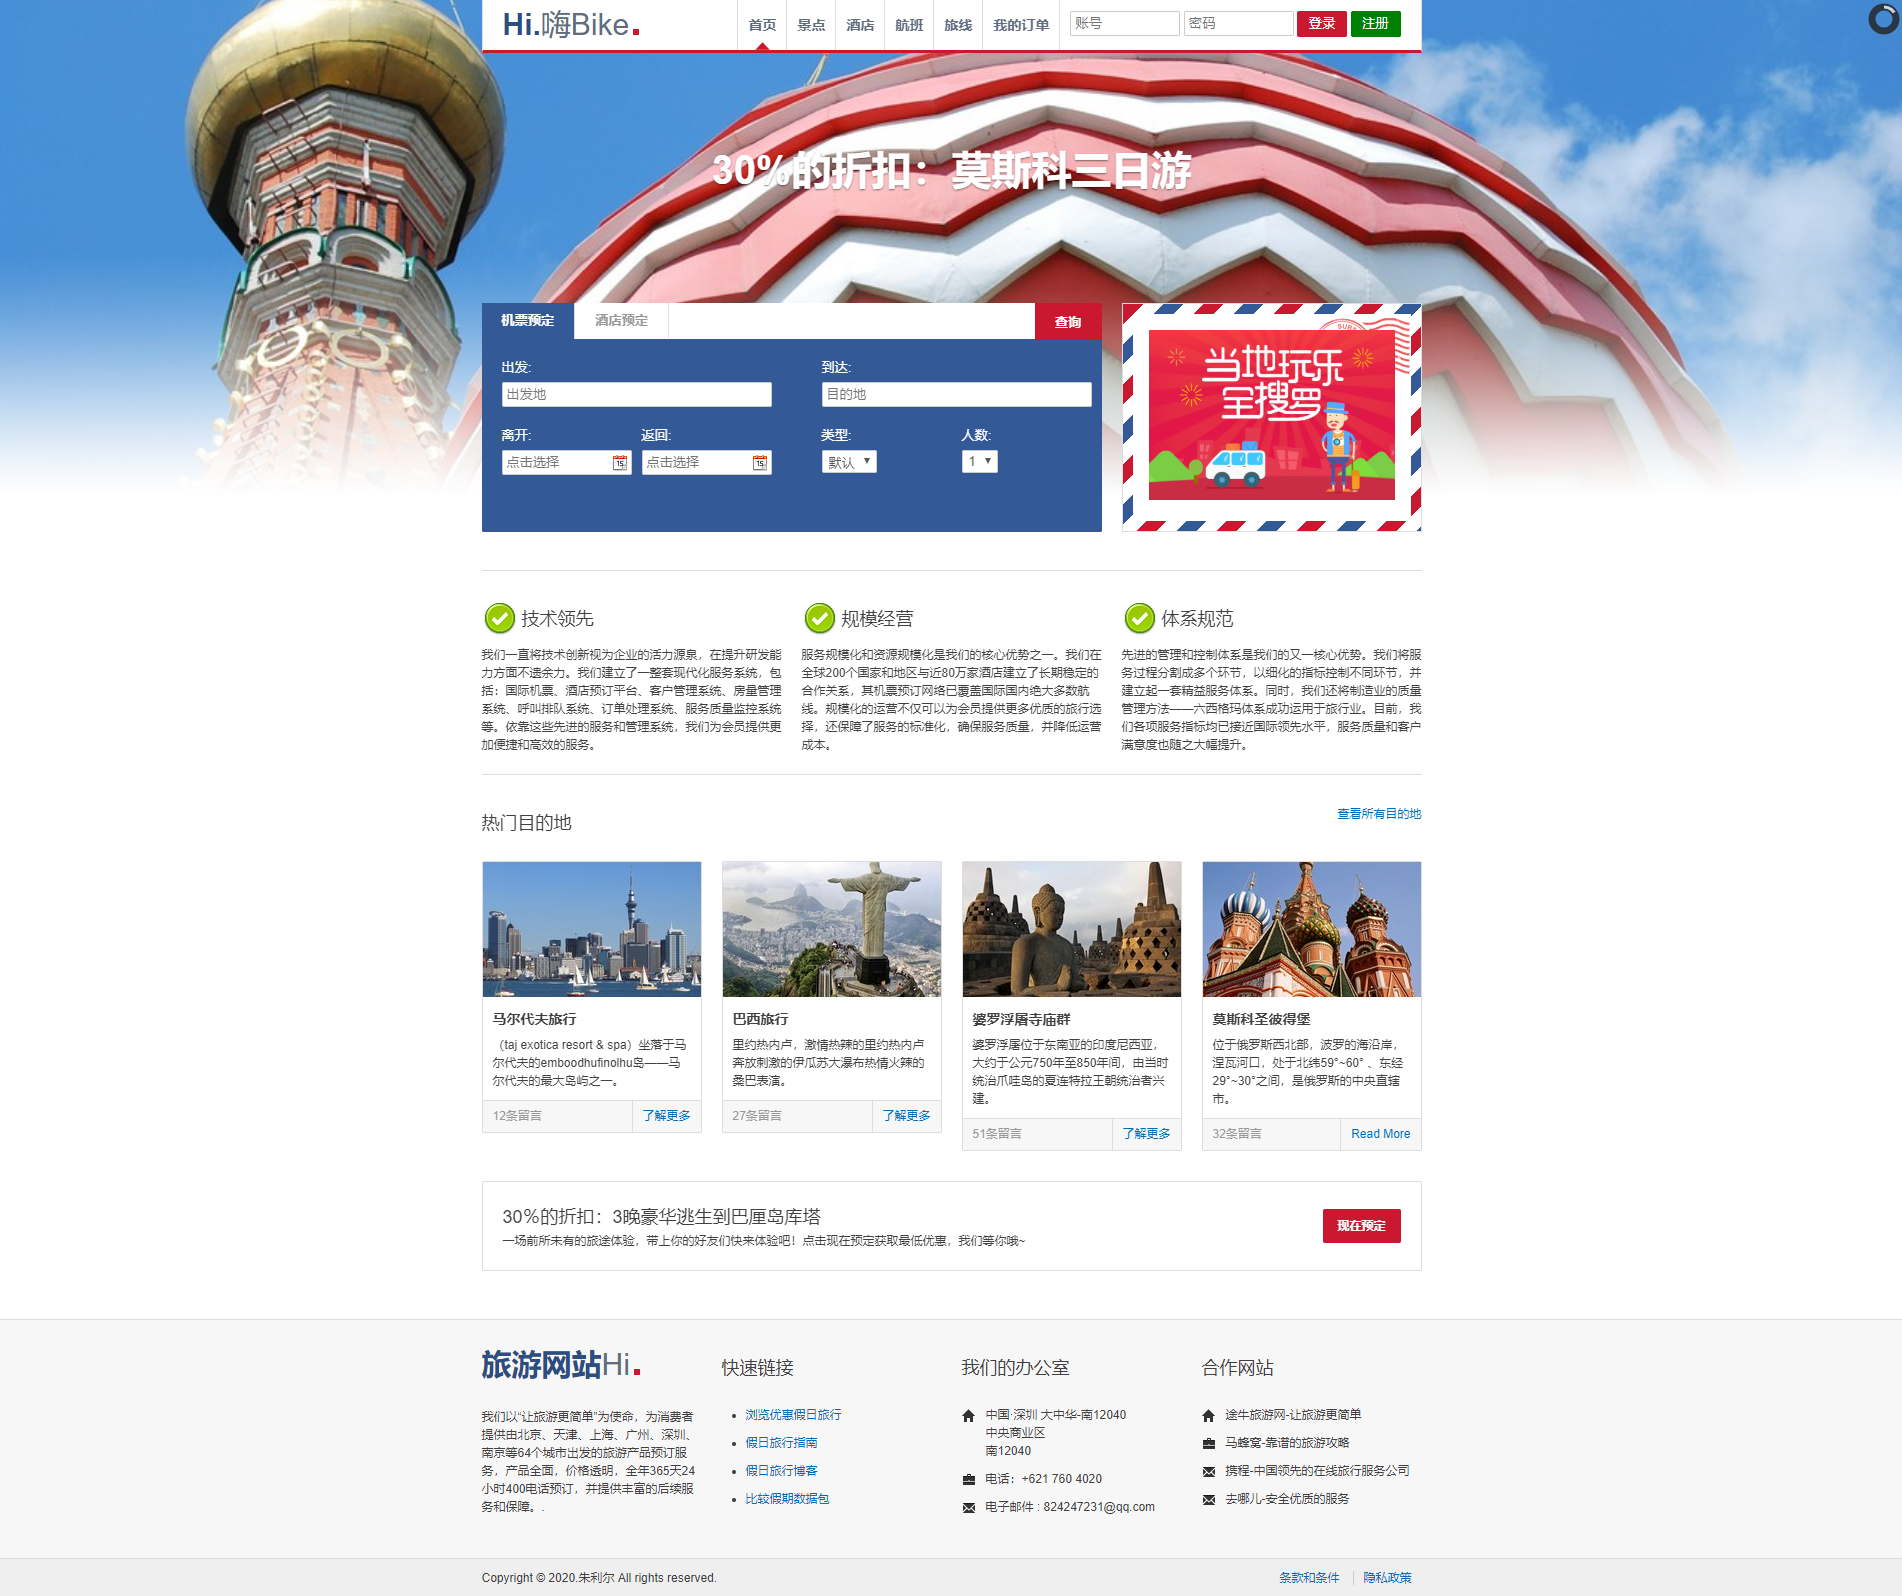 Hi.嗨Bike.
首页
景点
酒店
航班
旅线
我的订单
账号
密码
登录
注册
30%的折扣：莫斯科三日游
机票预定
酒店预定
查询
出发:
到达:
出发地
目的地
离开:
返回:
类型:
人数:
点击选择
点击选择
默认
1
当地玩乐
全搜罗
技术领先
我们一直将技术创新视为企业的活力源泉，在提升研发能
力方面不遗余力。我们建立了一整套现代化服务系统，包
括：国际机票、酒店预订平台、客户管理系统、房量管理
系统、呼叫排队系统、订单处理系统、服务质量监控系统
等。依靠这些先进的服务和管理系统，我们为会员提供更
加便捷和高效的服务。
规模经营
服务规模化和资源规模化是我们的核心优势之一。我们在
全球200个国家和地区与近80万家酒店建立了长期稳定的
合作关系，其机票预订网络已覆盖国际国内绝大多数航
线。规模化的运营不仅可以为会员提供更多优质的旅行选
择，还保障了服务的标准化，确保服务质量，并降低运营
成本。
体系规范
先进的管理和控制体系是我们的又一核心优势。我们将服
务过程分割成多个环节，以细化的指标控制不同环节，并
建立起一套精益服务体系。同时，我们还将制造业的质量
管理方法——六西格玛体系成功运用于旅行业。目前，我
们各项服务指标均已接近国际领先水平，服务质量和客户
满意度也随之大幅提升。
热门目的地
查看所有目的地
马尔代夫旅行
（taj exotica resort & spa）坐落于马
尔代夫的emboodhufinolhu岛——马
尔代夫的最大岛屿之一。
12条留言
了解更多
巴西旅行
里约热内卢，激情热辣的里约热内卢
奔放刺激的伊瓜苏大瀑布热情火辣的
桑巴表演。
27条留言
了解更多
婆罗浮屠寺庙群
婆罗浮屠位于东南亚的印度尼西亚，
大约于公元750年至850年间，由当时
统治爪哇岛的夏连特拉王朝统治者兴
建。
51条留言
了解更多
莫斯科圣彼得堡
位于俄罗斯西北部，波罗的海沿岸，
涅瓦河口，处于北纬59°~60° 、东经
29°~30°之间，是俄罗斯的中央直辖
市。
32条留言
Read More
30%的折扣：3晚豪华逃生到巴厘岛库塔
一场前所未有的旅途体验，带上你的好友们快来体验吧！点击现在预定获取最低优惠，我们等你哦~
现在预定
旅游网站Hi.
我们以“让旅游更简单”为使命，为消费者
提供由北京、天津、上海、广州、深圳、
南京等64个城市出发的旅游产品预订服
务，产品全面，价格透明，全年365天24
小时400电话预订，并提供丰富的后续服
务和保障。.
快速链接
浏览优惠假日旅行
假日旅行指南
假日旅行博客
比较假期数据包
我们的办公室
中国·深圳 大中华-南12040
中央商业区
南12040
电话：+621 760 4020
电子邮件 : 824247231@qq.com
合作网站
途牛旅游网-让旅游更简单
马蜂窝-靠谱的旅游攻略
携程-中国领先的在线旅行服务公司
去哪儿-安全优质的服务
Copyright © 2020.朱利尔 All rights reserved.
条款和条件
隐私政策